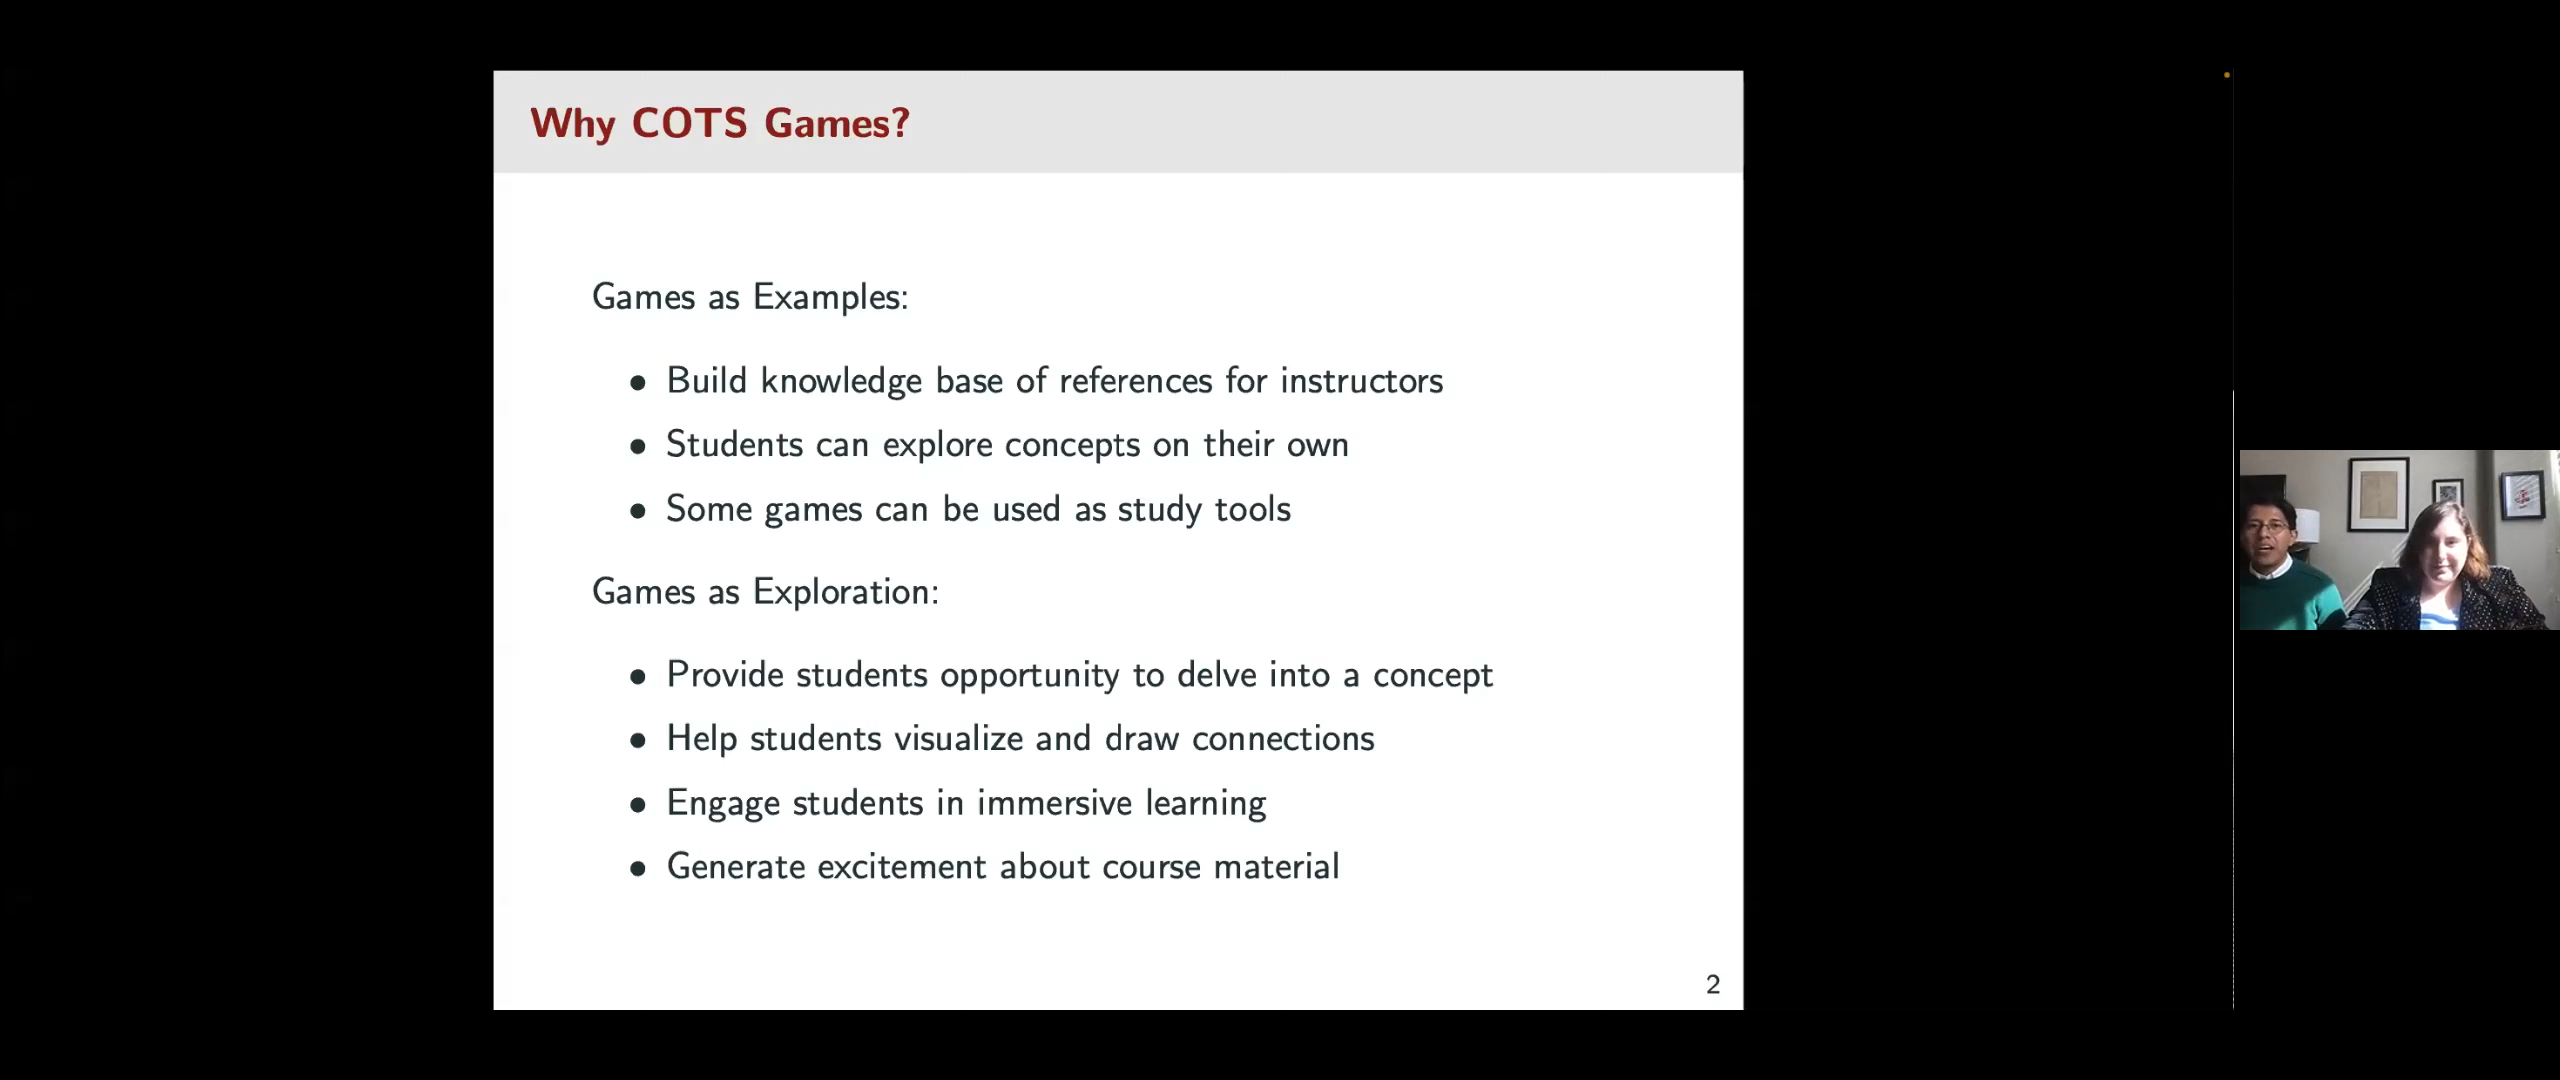 Why COTS Games?
Games as Examples:
• Build knowledge base of references for instructors
• Students can explore concepts on their own
• Some games can be used as study tools
Games as Exploration:
• Provide students opportunity to delve into a concept
• Help students visualize and draw connections
• Engage students in immersive learning
• Generate excitement about course material
2